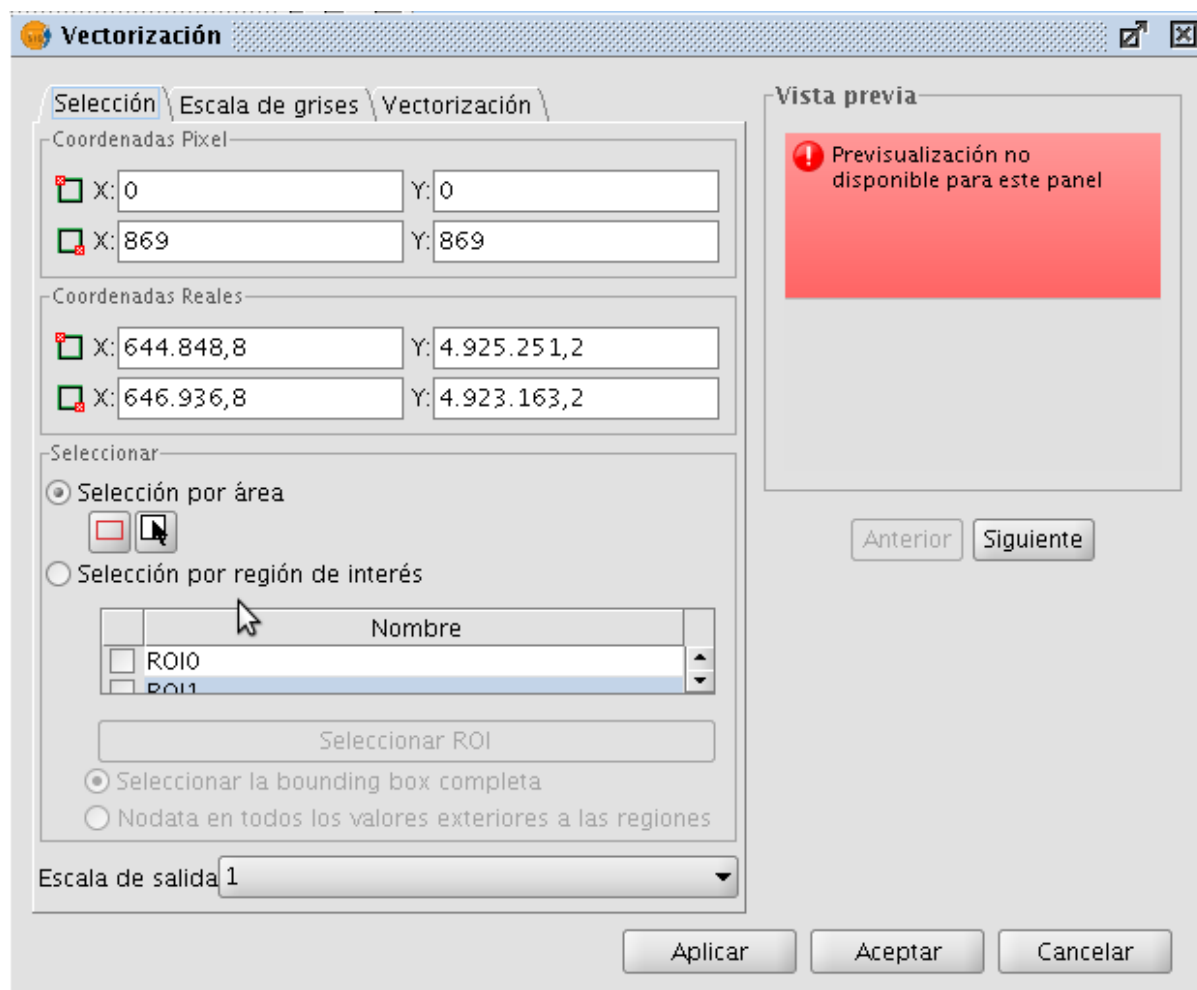 Vectorización
Selección Escala de grises Vectorización
Coordenadas Pixel
X: 0 Y: 0
X: 869 Y: 869
Coordenadas Reales
X: 644.848,8 Y: 4.925.251,2
X: 646.936,8 Y: 4.923.163,2
Seleccionar
Selección por área
Selección por región de interés
Nombre
ROI0
ROI1
Seleccionar ROI
Seleccionar la bounding box completa
Nodata en todos los valores exteriores a las regiones
Escala de salida 1
Vista previa
Previsualización no
disponible para este panel
Anterior Siguiente
Aplicar Aceptar Cancelar